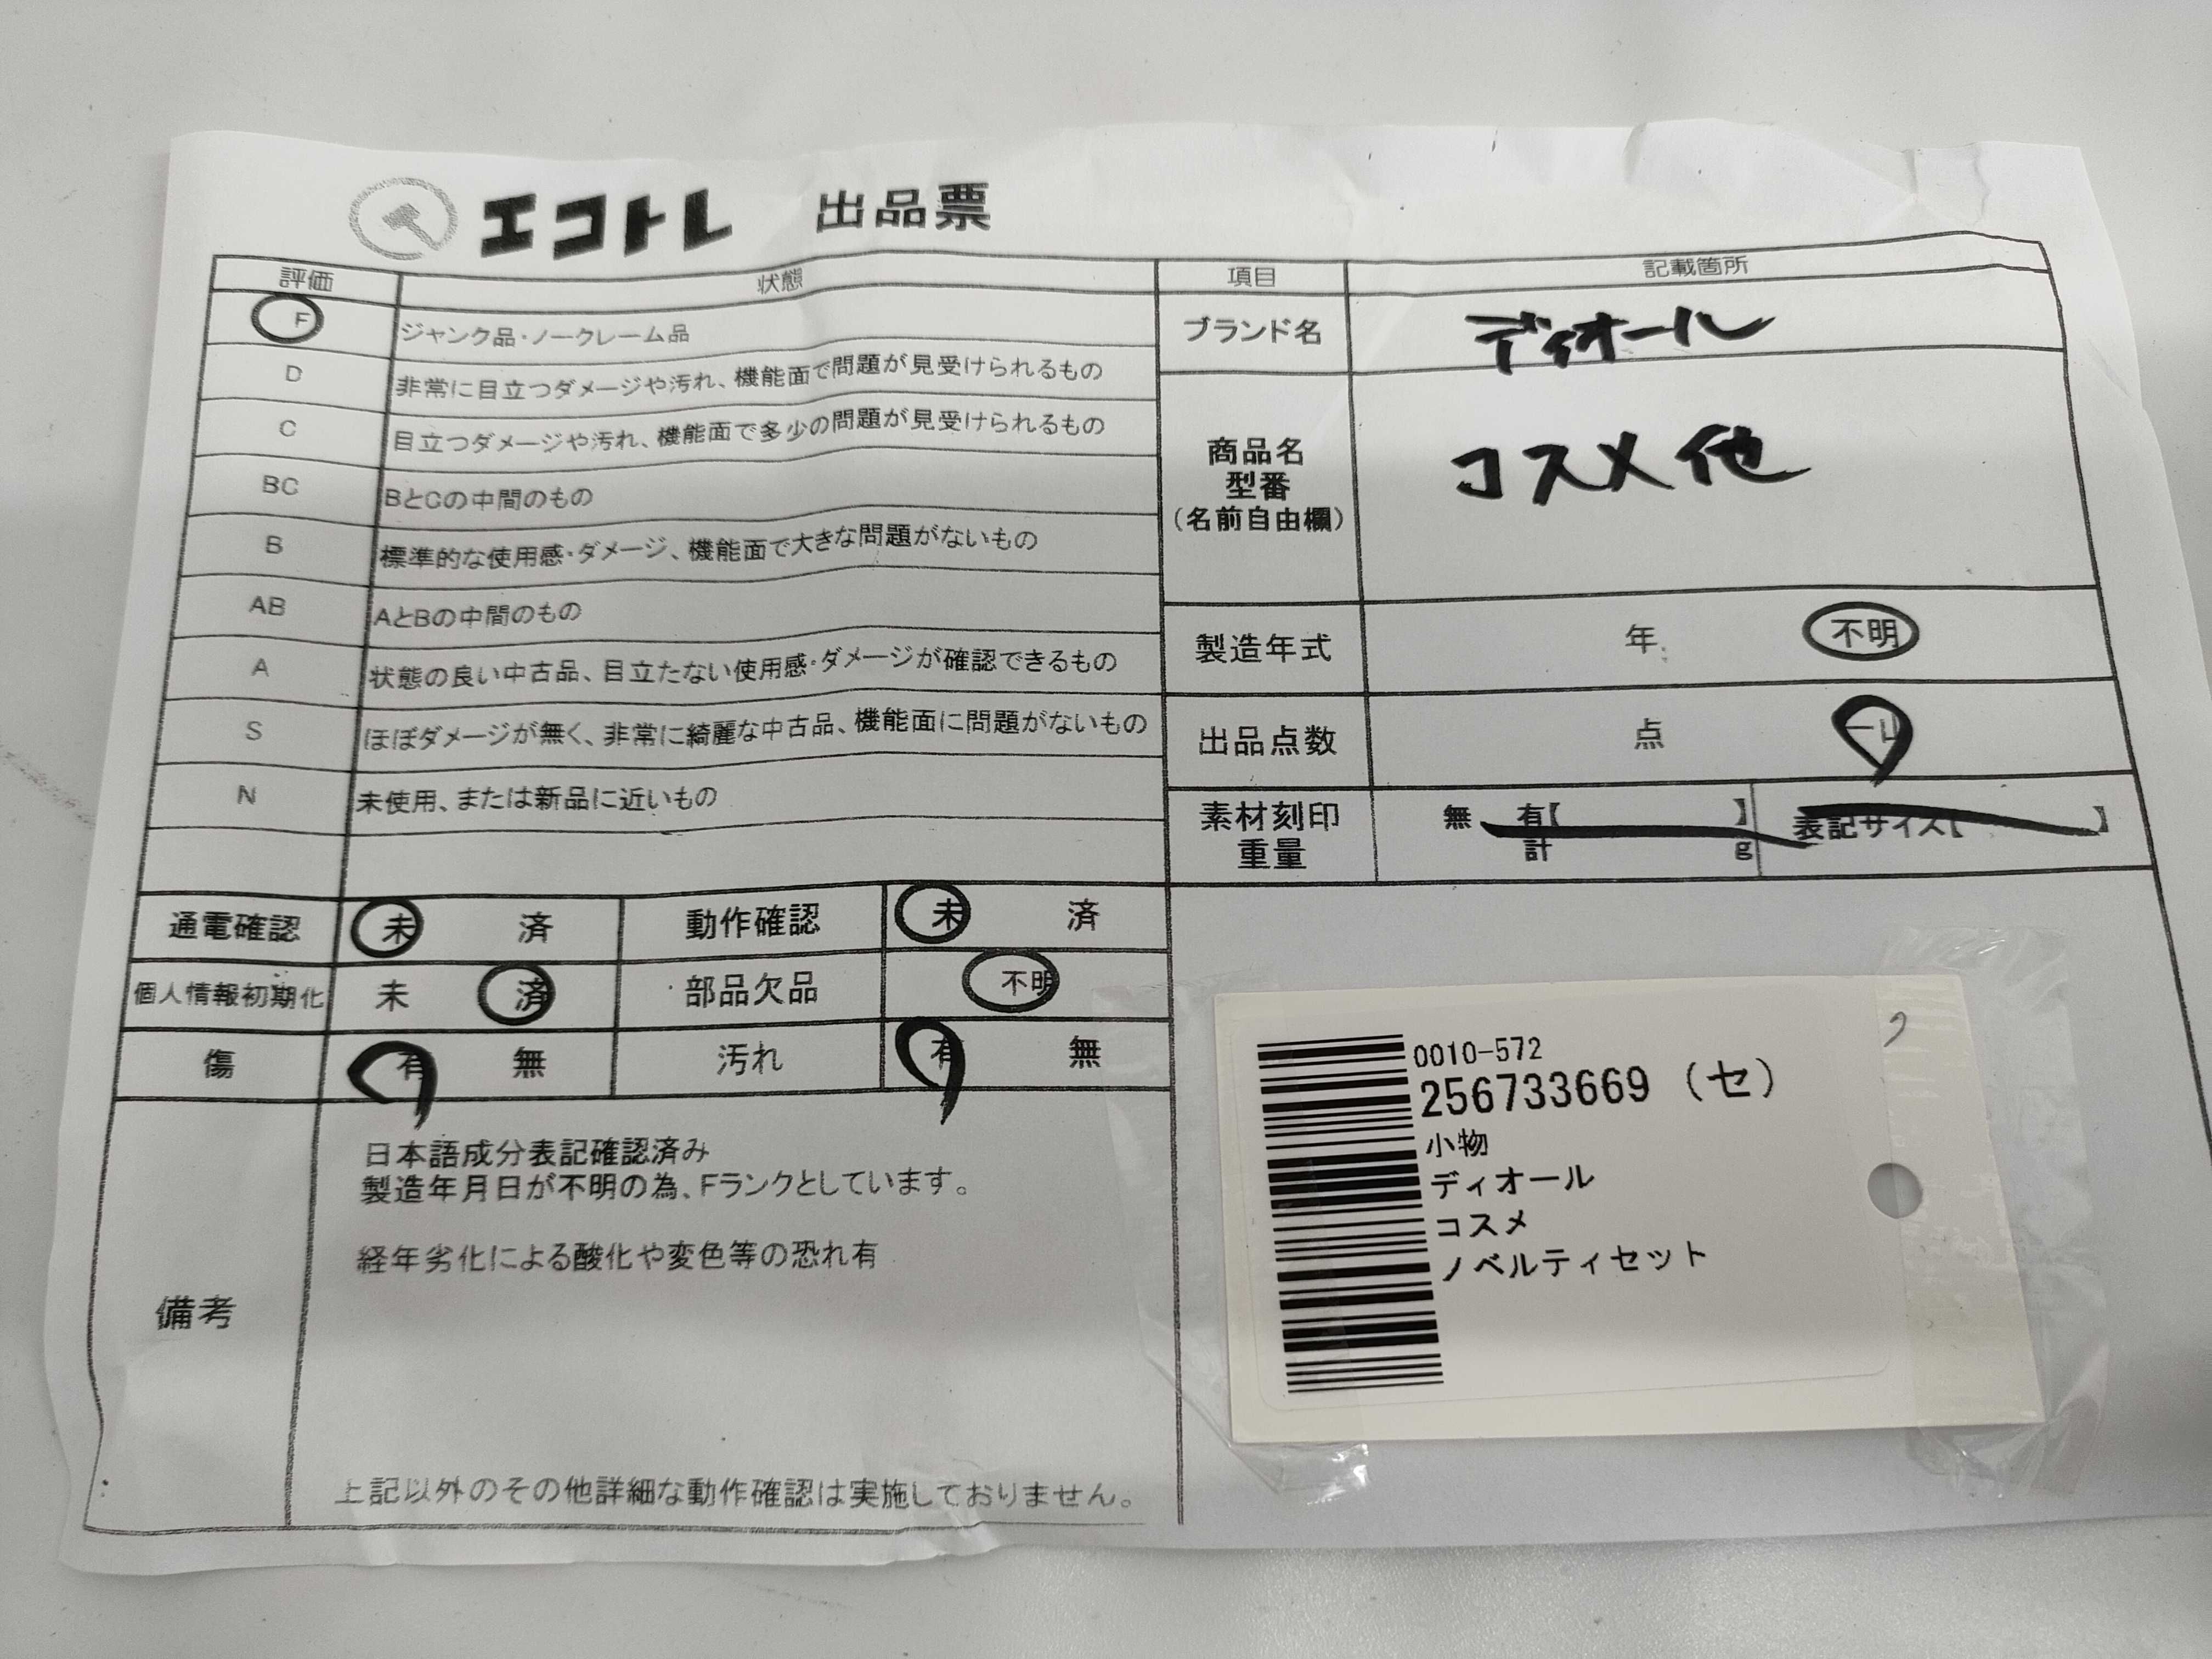 エコトレ 出品票
評価 状態
F ジャンク品・ノークレーム品
D 非常に目立つダメージや汚れ、機能面で問題が見受けられるもの
C 目立つダメージや汚れ、機能面で多少の問題が見受けられるもの
BC BとCの中間のもの
B 標準的な使用感・ダメージ、機能面で大きな問題がないもの
AB AとBの中間のもの
A 状態の良い中古品、目立たない使用感・ダメージが確認できるもの
S ほぼダメージが無く、非常に綺麗な中古品、機能面に問題がないもの
N 未使用、または新品に近いもの
項目 記載箇所
ブランド名 ディオール
商品名
型番
(名前自由欄)
コスメ他
製造年式 年 不明
出品点数 点 一山
素材刻印
重量
無 有【 】
計 g
表記サイズ【 】
通電確認 未 済 動作確認 未 済
個人情報初期化 未 済 部品欠品 不明
傷 有 無 汚れ 有 無
備考
日本語成分表記確認済み
製造年月日が不明の為、Fランクとしています。
経年劣化による酸化や変色等の恐れ有
上記以外のその他詳細な動作確認は実施しておりません。
0010-572
256733669 (セ)
小物
ディオール
コスメ
ノベルティセット